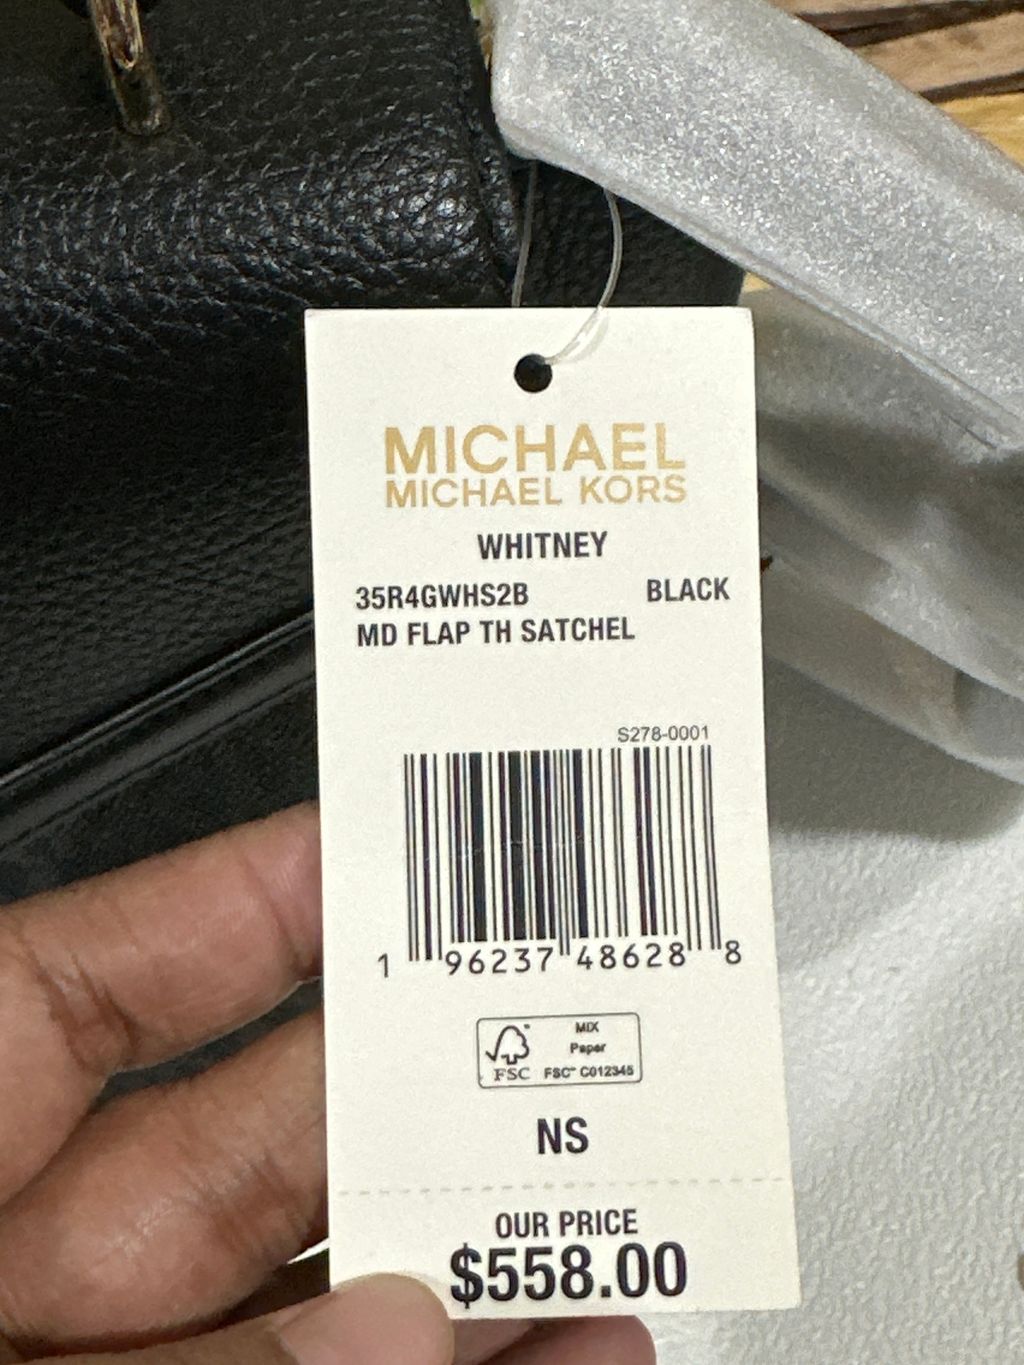 MICHAEL
MICHAEL KORS
WHITNEY
35R4GWHS2B BLACK
MD FLAP TH SATCHEL
S278-0001
1 96237 48628 8
MIX
Paper
FSC FSC™ C012345
NS
OUR PRICE
$558.00